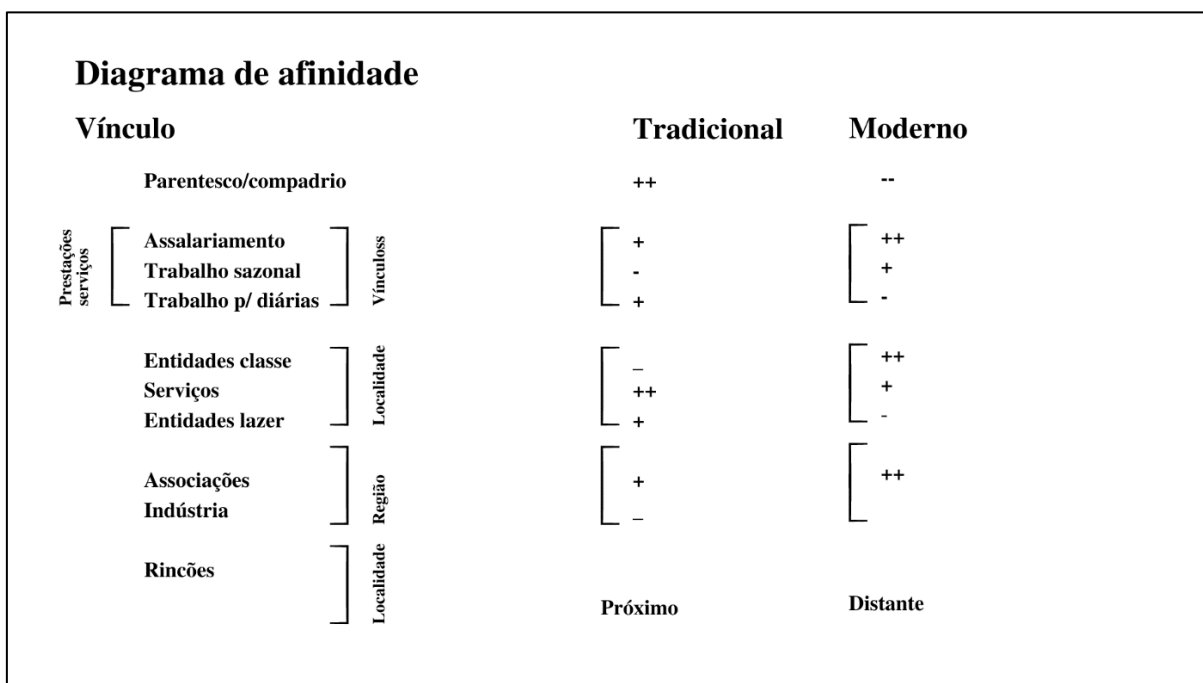 Diagrama de afinidade
Vínculo Tradicional Moderno
Parentesco/compadrio ++ --
Prestações
serviços
Vínculoss
Assalariamento + ++
Trabalho sazonal - +
Trabalho p/ diárias + -
Localidade
Entidades classe _ ++
Serviços ++ +
Entidades lazer + -
Região
Associações + ++
Indústria _
Localidade
Rincões
Próximo Distante